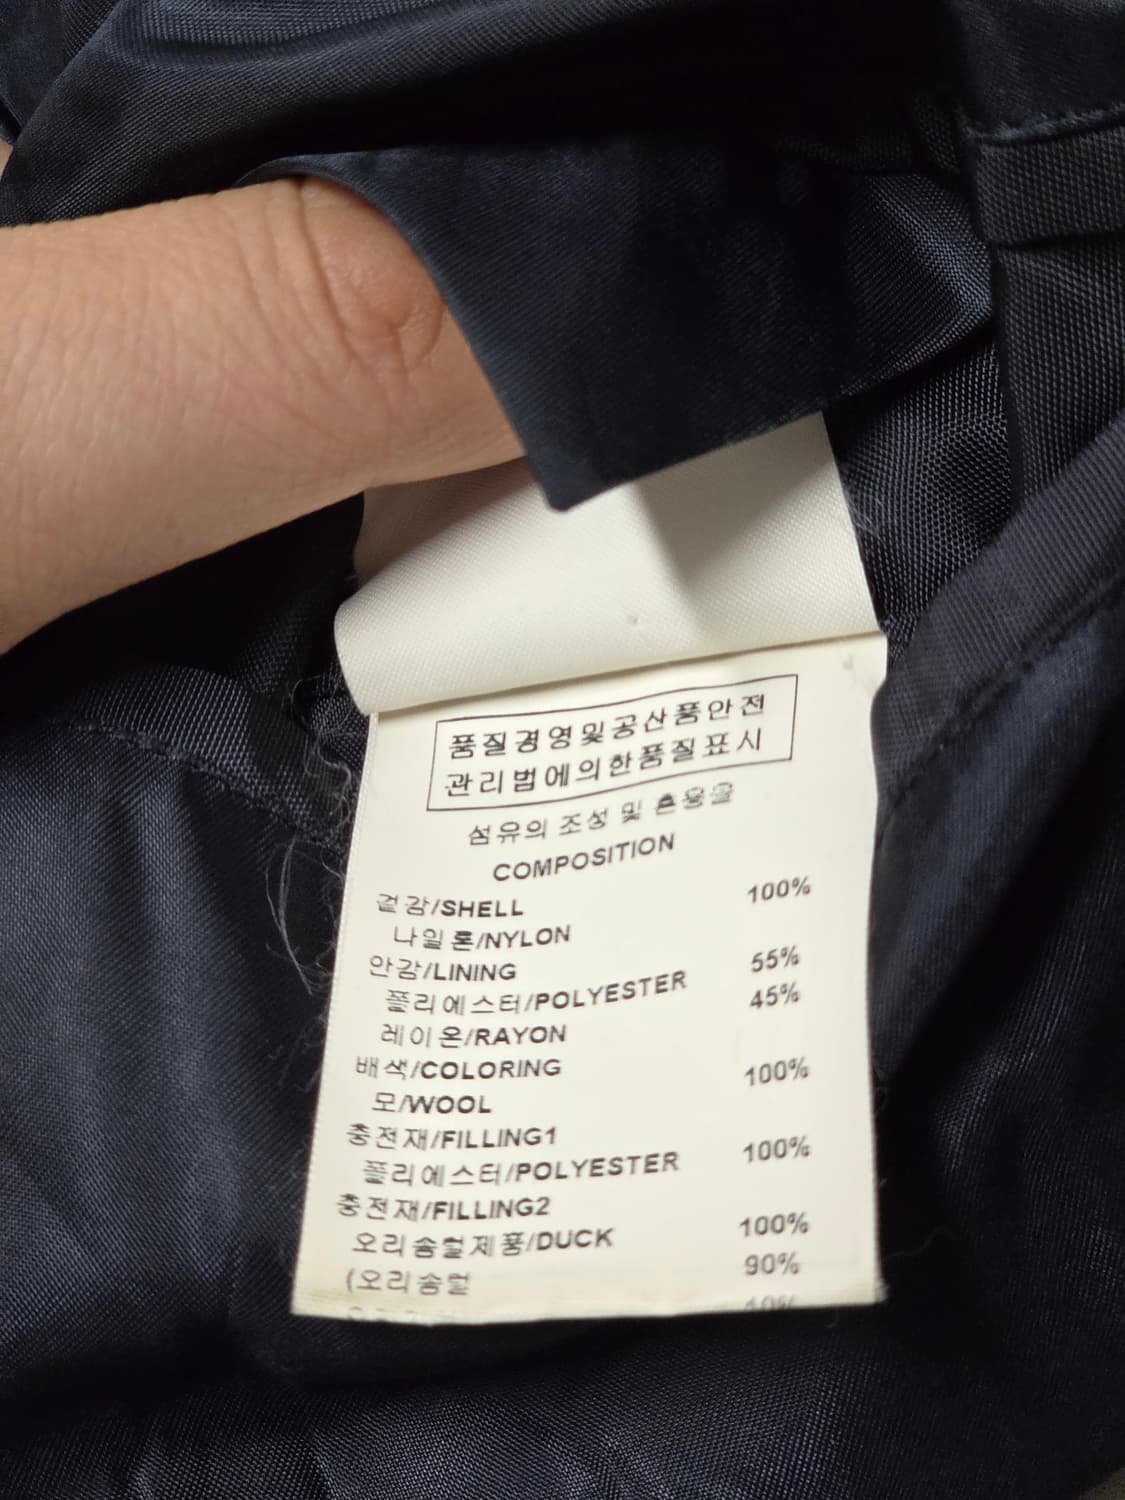 품질경영및공산품안전
관리법에의한품질표시
섬유의 조성 및 혼용율
COMPOSITION
겉감/SHELL 100%
나일론/NYLON
안감/LINING 55%
폴리에스터/POLYESTER 45%
레이온/RAYON
배색/COLORING 100%
모/WOOL
충전재/FILLING1 100%
폴리에스터/POLYESTER
충전재/FILLING2
오리솜털제품/DUCK 100%
(오리솜털 90%
10%